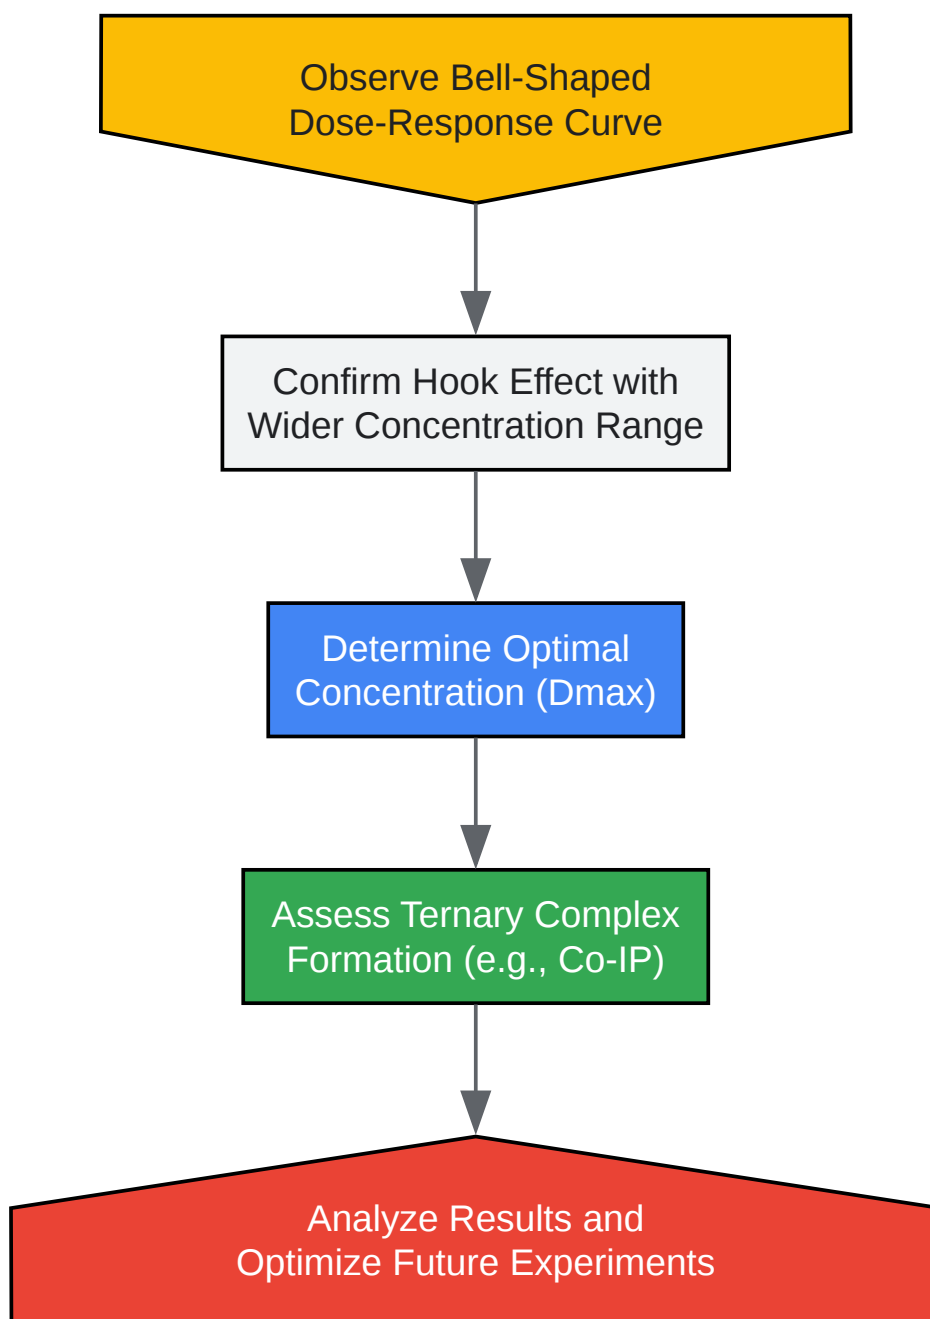 Observe Bell-Shaped
Dose-Response Curve
Confirm Hook Effect with
Wider Concentration Range
Determine Optimal
Concentration (Dmax)
Assess Ternary Complex
Formation (e.g., Co-IP)
Analyze Results and
Optimize Future Experiments